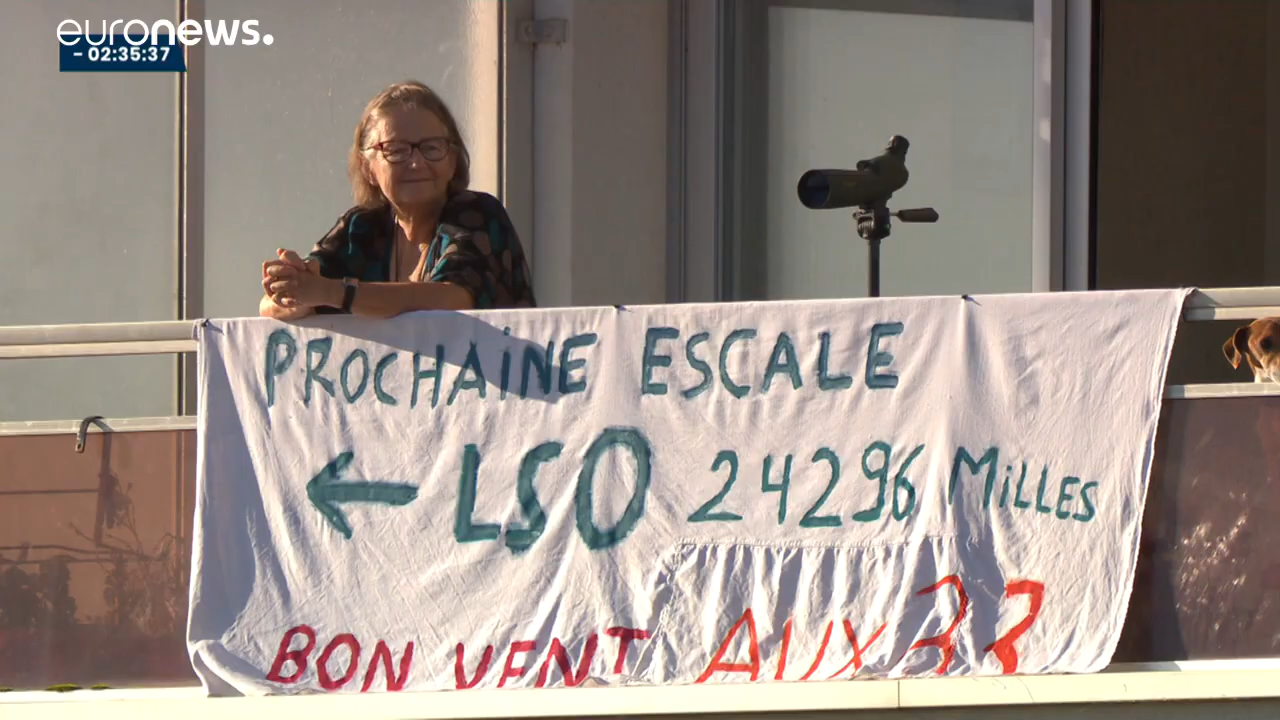 euronews.
- 02:35:37
PROCHAINE ESCALE
← LSO 24296 MiLLES
BON VENT AUX 33